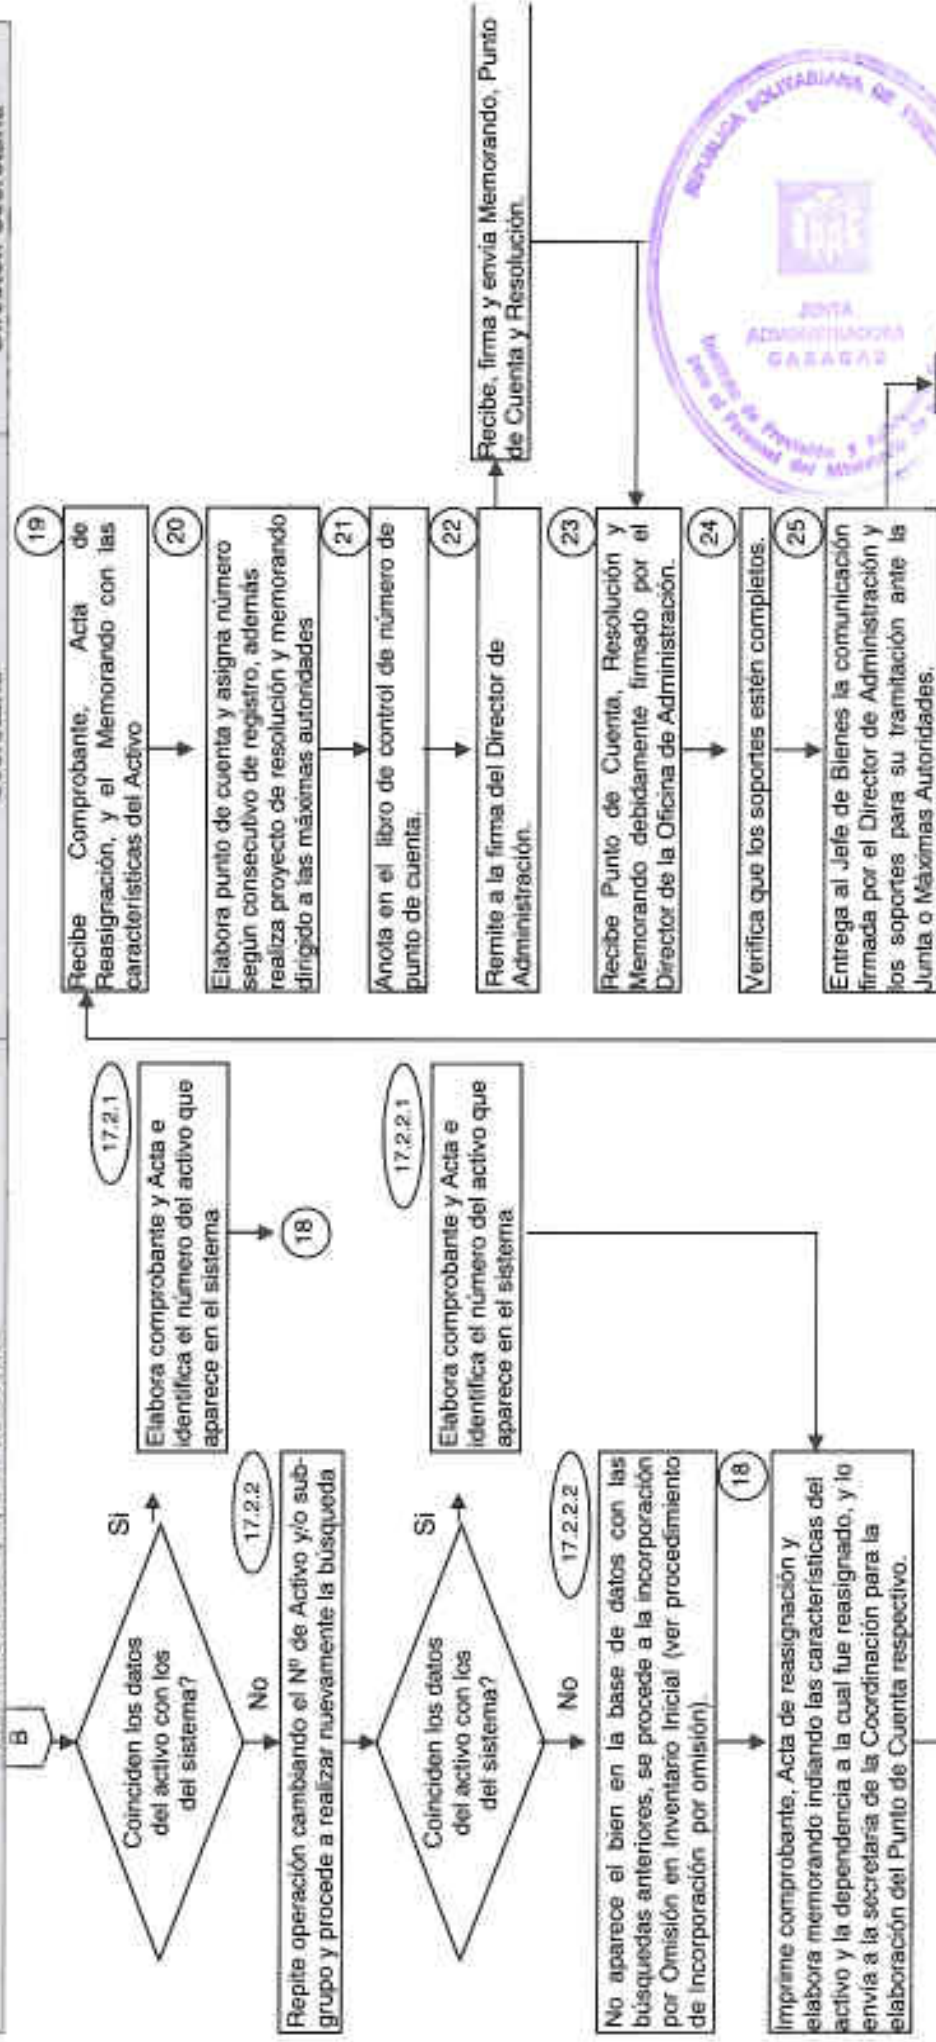 B
Coinciden los datos
del activo con los
del sistema?
Si
No
17.2.1
Elabora comprobante y Acta e
identifica el número del activo que
aparece en el sistema
18
17.2.2
Repite operación cambiando el Nº de Activo y/o sub-
grupo y procede a realizar nuevamente la búsqueda
Coinciden los datos
del activo con los
del sistema?
Si
No
17.2.2.1
Elabora comprobante y Acta e
identifica el número del activo que
aparece en el sistema
17.2.2.2
No aparece el bien en la base de datos con las
búsquedas anteriores, se procede a la incorporación
por Omisión en Inventario Inicial (ver procedimiento
de Incorporación por omisión).
18
Imprime comprobante, Acta de reasignación y
elabora memorando indiando las características del
activo y la dependencia a la cual fue reasignado, y lo
envía a la secretaria de la Coordinación para la
elaboración del Punto de Cuenta respectivo.
19
Recibe Comprobante, Acta de
Reasignación, y el Memorando con las
características del Activo
20
Elabora punto de cuenta y asigna número
según consecutivo de registro, además
realiza proyecto de resolución y memorando
dirigido a las máximas autoridades
21
Anota en el libro de control de número de
punto de cuenta.
22
Remite a la firma del Director de
Administración.
Recibe, firma y envía Memorando, Punto
de Cuenta y Resolución.
23
Recibe Punto de Cuenta, Resolución y
Memorando debidamente firmado por el
Director de la Oficina de Administración.
24
Verifica que los soportes estén completos.
25
Entrega al Jefe de Bienes la comunicación
firmada por el Director de Administración y
los soportes para su tramitación ante la
Junta o Máximas Autoridades.
REPUBLICA BOLIVARIANA DE
JUNTA
ADMINISTRADORA
Instituto de Previsión y
para el Personal del